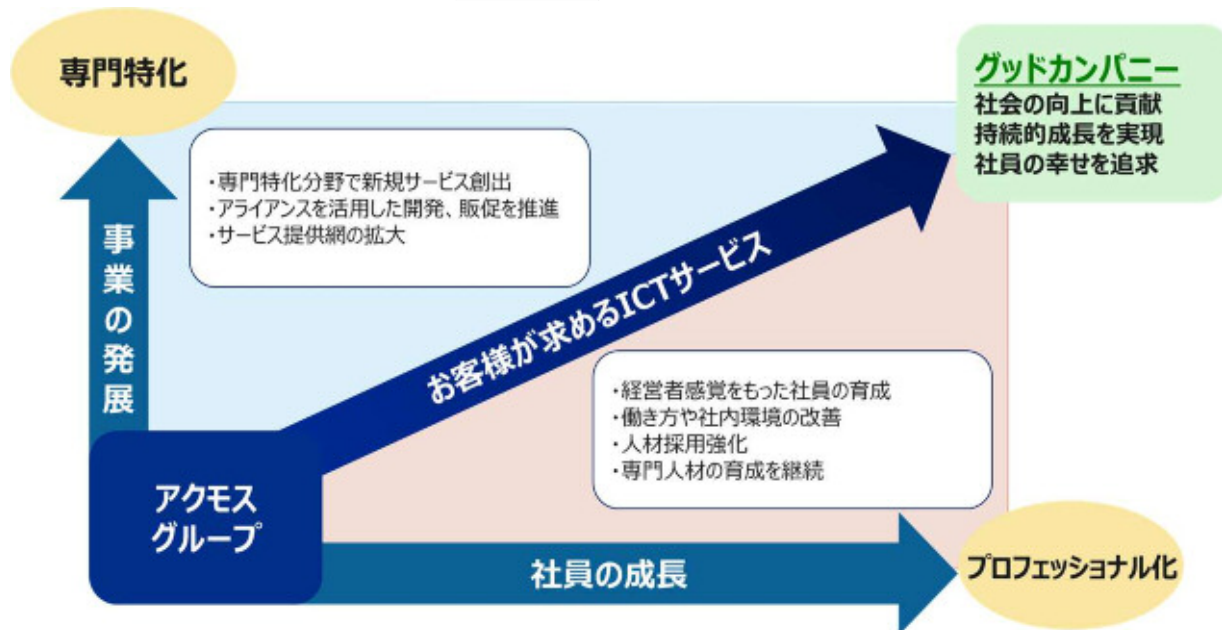 専門特化
グッドカンパニー
社会の向上に貢献
持続的成長を実現
社員の幸せを追求
・専門特化分野で新規サービス創出
・アライアンスを活用した開発、販促を推進
・サービス提供網の拡大
事業の発展
お客様が求めるICTサービス
・経営者感覚をもった社員の育成
・働き方や社内環境の改善
・人材採用強化
・専門人材の育成を継続
アクモス
グループ
社員の成長
プロフェッショナル化